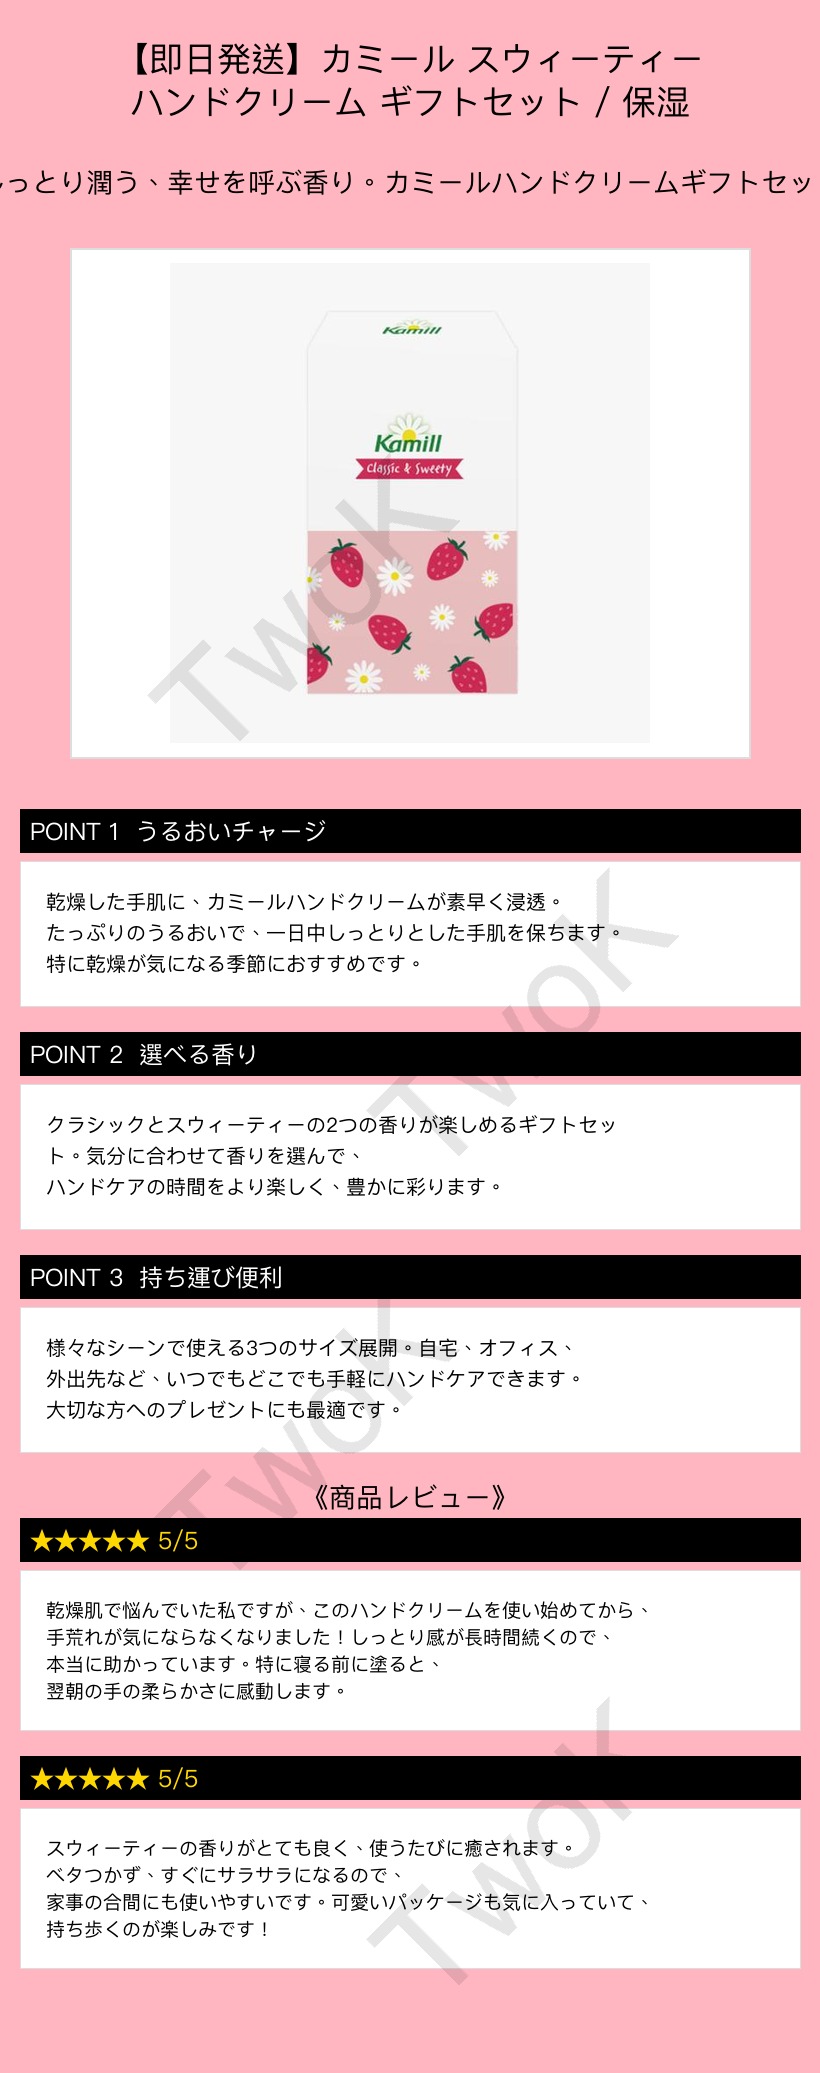 【即日発送】カミール スウィーティー
ハンドクリーム ギフトセット / 保湿
っとり潤う、幸せを呼ぶ香り。カミールハンドクリームギフトセッ
Kamill
Kamill
Classic & Sweety
POINT 1 うるおいチャージ
乾燥した手肌に、カミールハンドクリームが素早く浸透。
たっぷりのうるおいで、一日中しっとりとした手肌を保ちます。
特に乾燥が気になる季節におすすめです。
POINT 2 選べる香り
クラシックとスウィーティーの2つの香りが楽しめるギフトセッ
ト。気分に合わせて香りを選んで、
ハンドケアの時間をより楽しく、豊かに彩ります。
POINT 3 持ち運び便利
様々なシーンで使える3つのサイズ展開。自宅、オフィス、
外出先など、いつでもどこでも手軽にハンドケアできます。
大切な方へのプレゼントにも最適です。
《商品レビュー》
★★★★★ 5/5
乾燥肌で悩んでいた私ですが、このハンドクリームを使い始めてから、
手荒れが気にならなくなりました！しっとり感が長時間続くので、
本当に助かっています。特に寝る前に塗ると、
翌朝の手の柔らかさに感動します。
★★★★★ 5/5
スウィーティーの香りがとても良く、使うたびに癒されます。
ベタつかず、すぐにサラサラになるので、
家事の合間にも使いやすいです。可愛いパッケージも気に入っていて、
持ち歩くのが楽しみです！
TwoK
TwoK
TwoK
TwoK